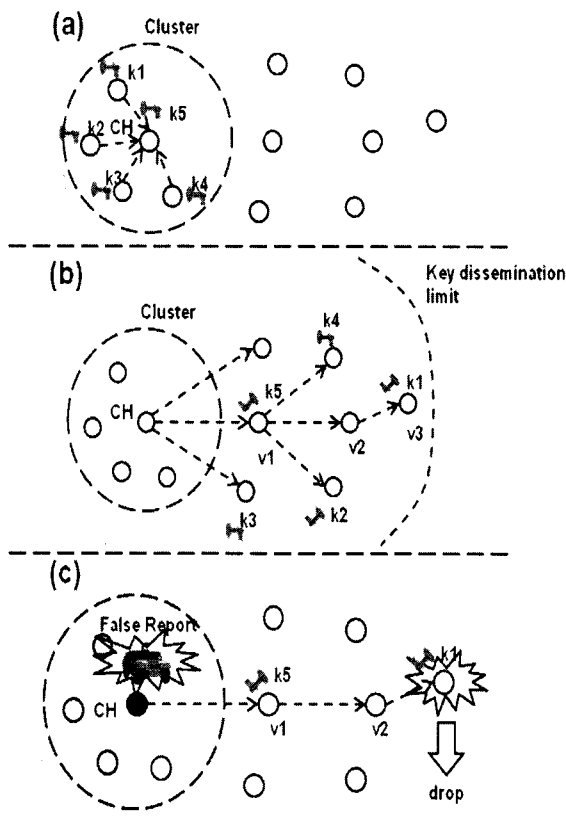 (a)
Cluster
k1
k5
k2 CH
k3
k4
(b)
Key dissemination
limit
Cluster
k4
k5
k1
CH
v1
v2
v3
k3
k2
(c)
False Report
k1
k5
CH
v1
v2
drop